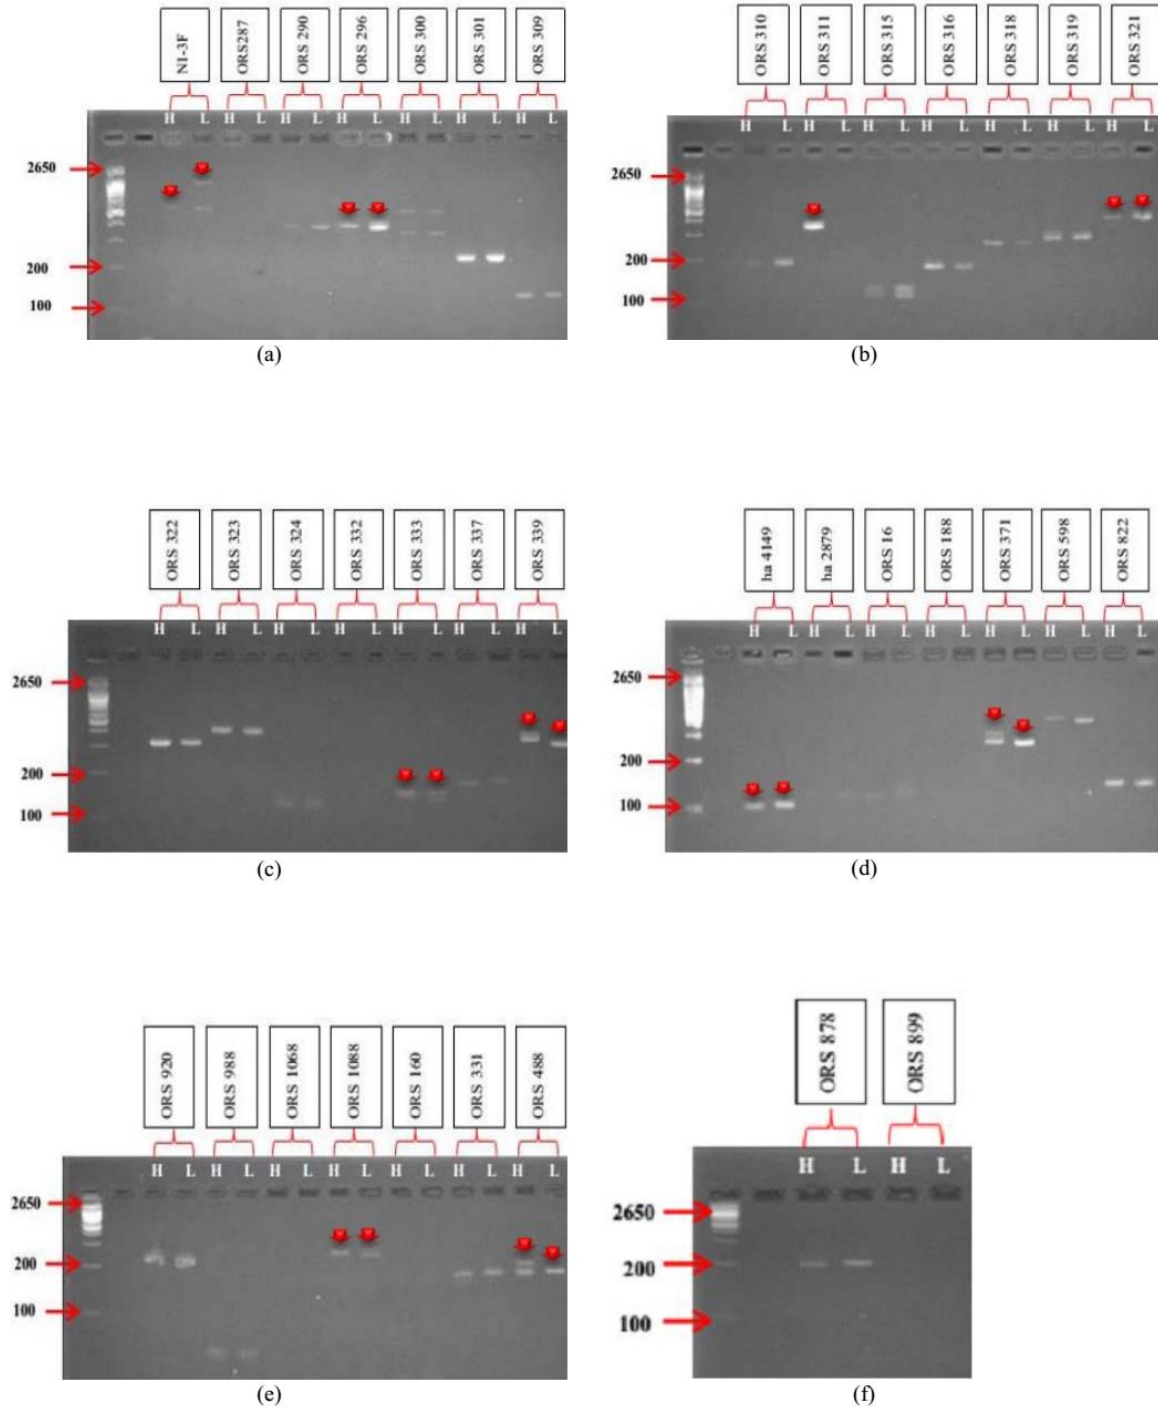 N1-3F ORS287 ORS 290 ORS 296 ORS 300 ORS 301 ORS 309
H L H L H L H L H L H L H L
2650
200
100
(a)
ORS 310 ORS 311 ORS 315 ORS 316 ORS 318 ORS 319 ORS 321
H L H L H L H L H L H L H L
2650
200
100
(b)
ORS 322 ORS 323 ORS 324 ORS 332 ORS 333 ORS 337 ORS 339
H L H L H L H L H L H L H L
2650
200
100
(c)
ha 4149 ha 2879 ORS 16 ORS 188 ORS 371 ORS 598 ORS 822
H L H L H L H L H L H L H L
2650
200
100
(d)
ORS 920 ORS 988 ORS 1068 ORS 1088 ORS 160 ORS 331 ORS 488
H L H L H L H L H L H L H L
2650
200
100
(e)
ORS 878 ORS 899
H L H L
2650
200
100
(f)